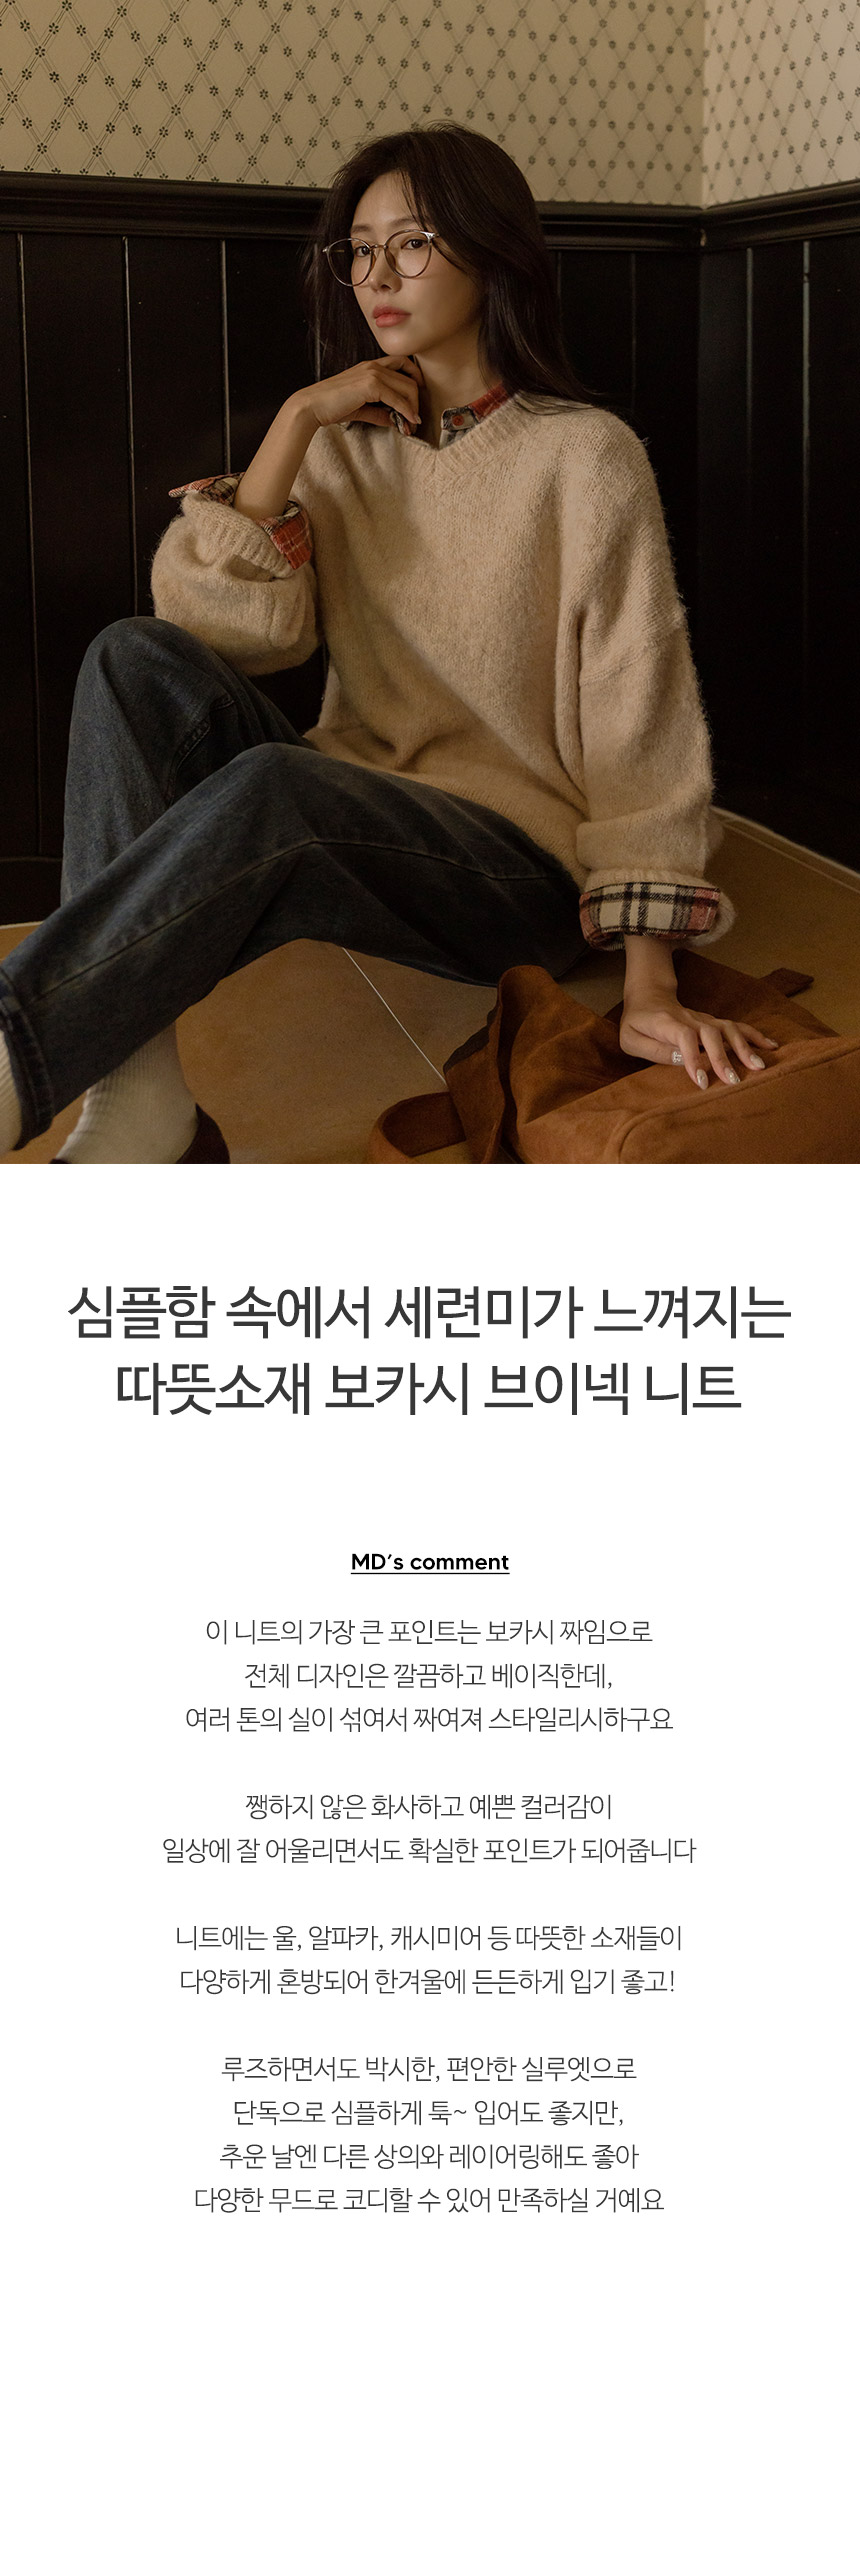 심플함 속에서 세련미가 느껴지는
따뜻소재 보카시 브이넥 니트
MD's comment
이 니트의 가장 큰 포인트는 보카시 짜임으로
전체 디자인은 깔끔하고 베이직한데,
여러 톤의 실이 섞여서 짜여져 스타일리시하구요
쨍하지 않은 화사하고 예쁜 컬러감이
일상에 잘 어울리면서도 확실한 포인트가 되어줍니다
니트에는 울, 알파카, 캐시미어 등 따뜻한 소재들이
다양하게 혼방되어 한겨울에 든든하게 입기 좋고!
루즈하면서도 박시한, 편안한 실루엣으로
단독으로 심플하게 툭~ 입어도 좋지만,
추운 날엔 다른 상의와 레이어링해도 좋아
다양한 무드로 코디할 수 있어 만족하실 거예요